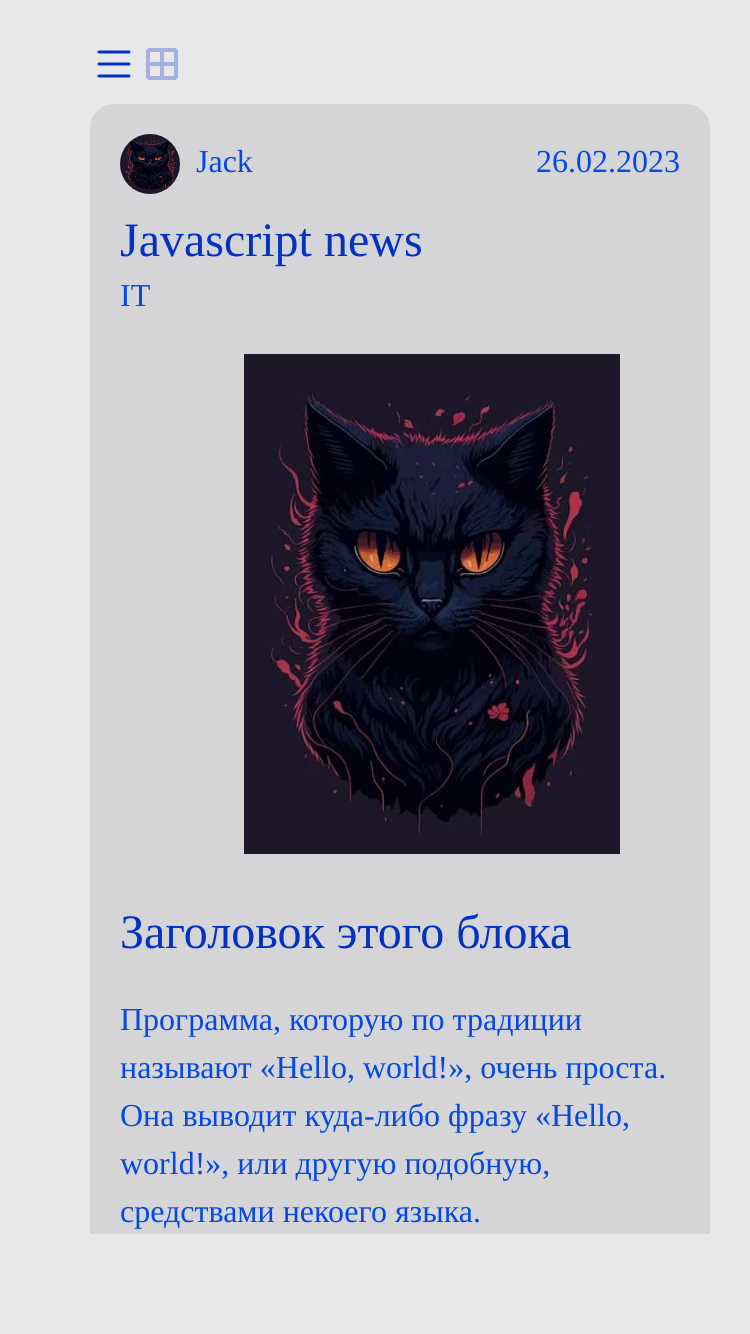 Jack 26.02.2023
Javascript news
IT
Заголовок этого блока
Программа, которую по традиции
называют «Hello, world!», очень проста.
Она выводит куда-либо фразу «Hello,
world!», или другую подобную,
средствами некоего языка.